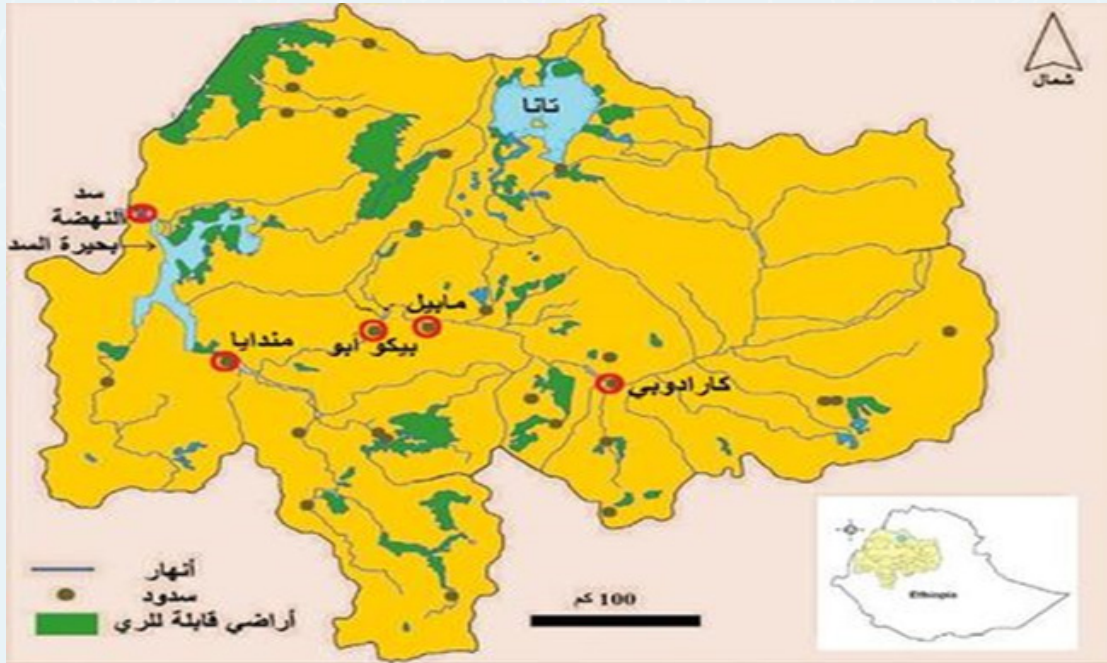 شمال
تانا
سد
النهضة
بحيرة السد
مابيل
بيكو ابو
مندايا
كارادوبي
أنهار
سدود
أراضي قابلة للري
100 كم
Ethiopia